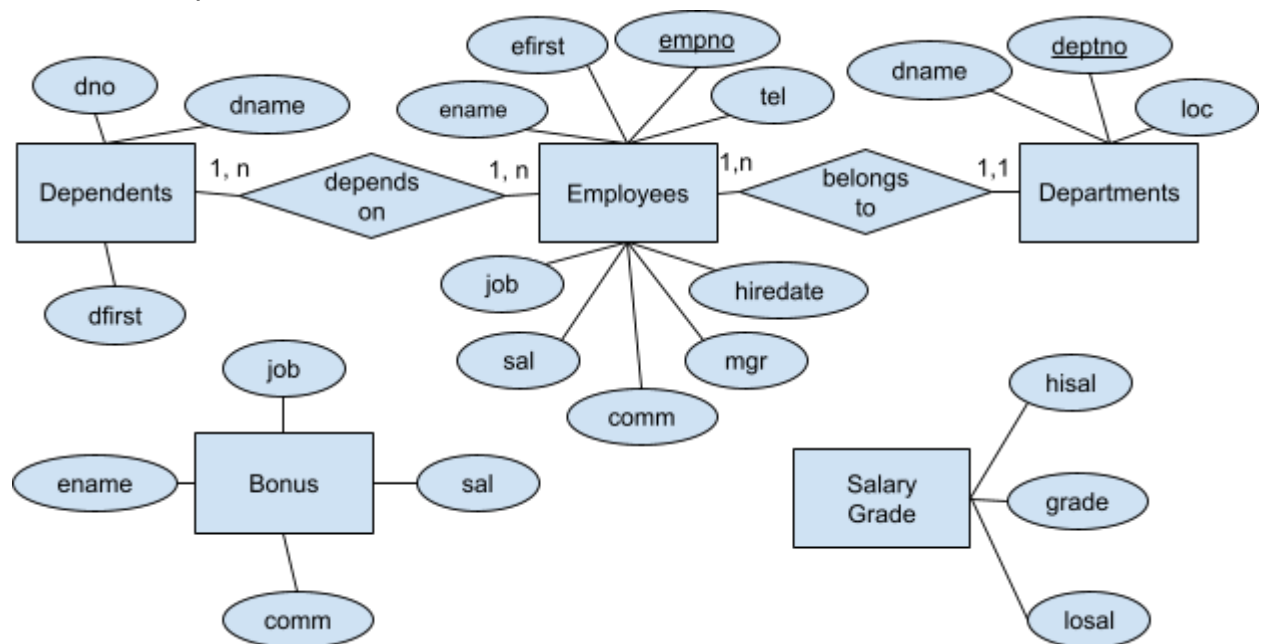 efirst
empno
dno
dname
ename
tel
dname
deptno
loc
Dependents
1, n
depends
on
1, n
Employees
1,n
belongs
to
1,1
Departments
dfirst
job
hiredate
sal
mgr
comm
job
ename
Bonus
sal
comm
hisal
Salary
Grade
grade
losal